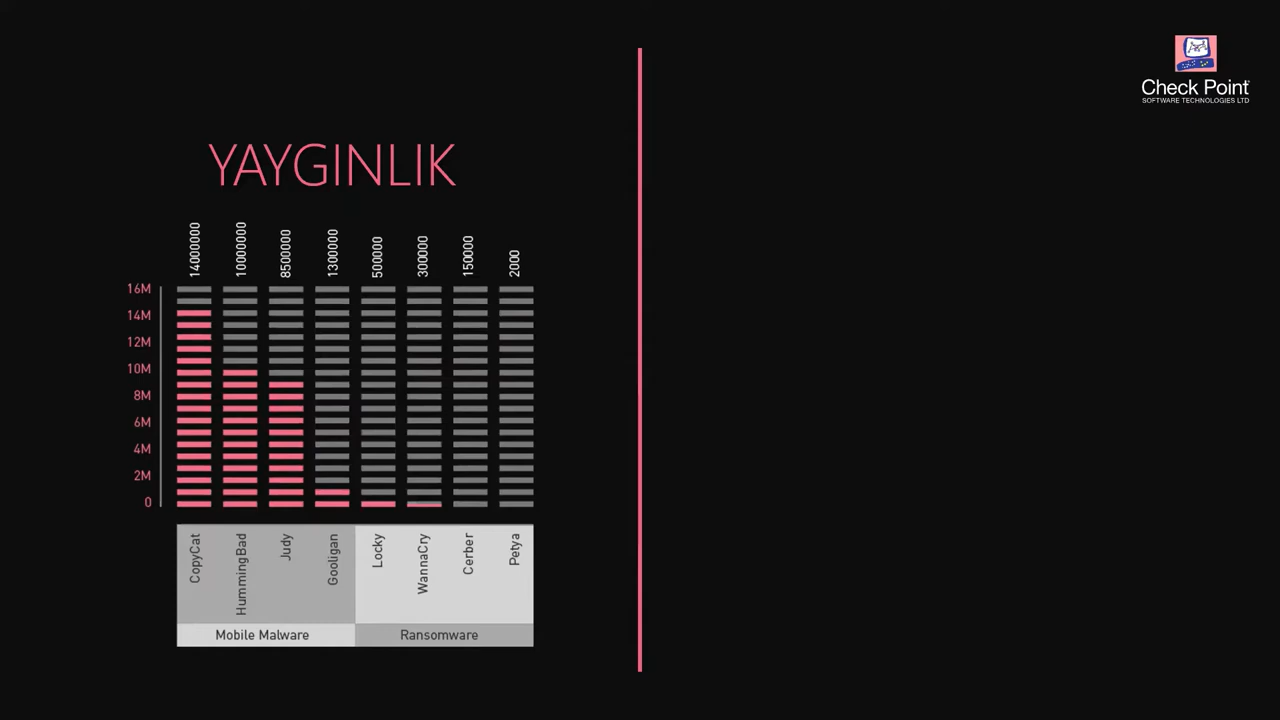 Check Point
SOFTWARE TECHNOLOGIES LTD
YAYGINLIK
14000000
10000000
8500000
1300000
500000
300000
150000
2000
16M
14M
12M
10M
8M
6M
4M
2M
0
CopyCat
HummingBad
Judy
Gooligan
Locky
WannaCry
Cerber
Petya
Mobile Malware
Ransomware